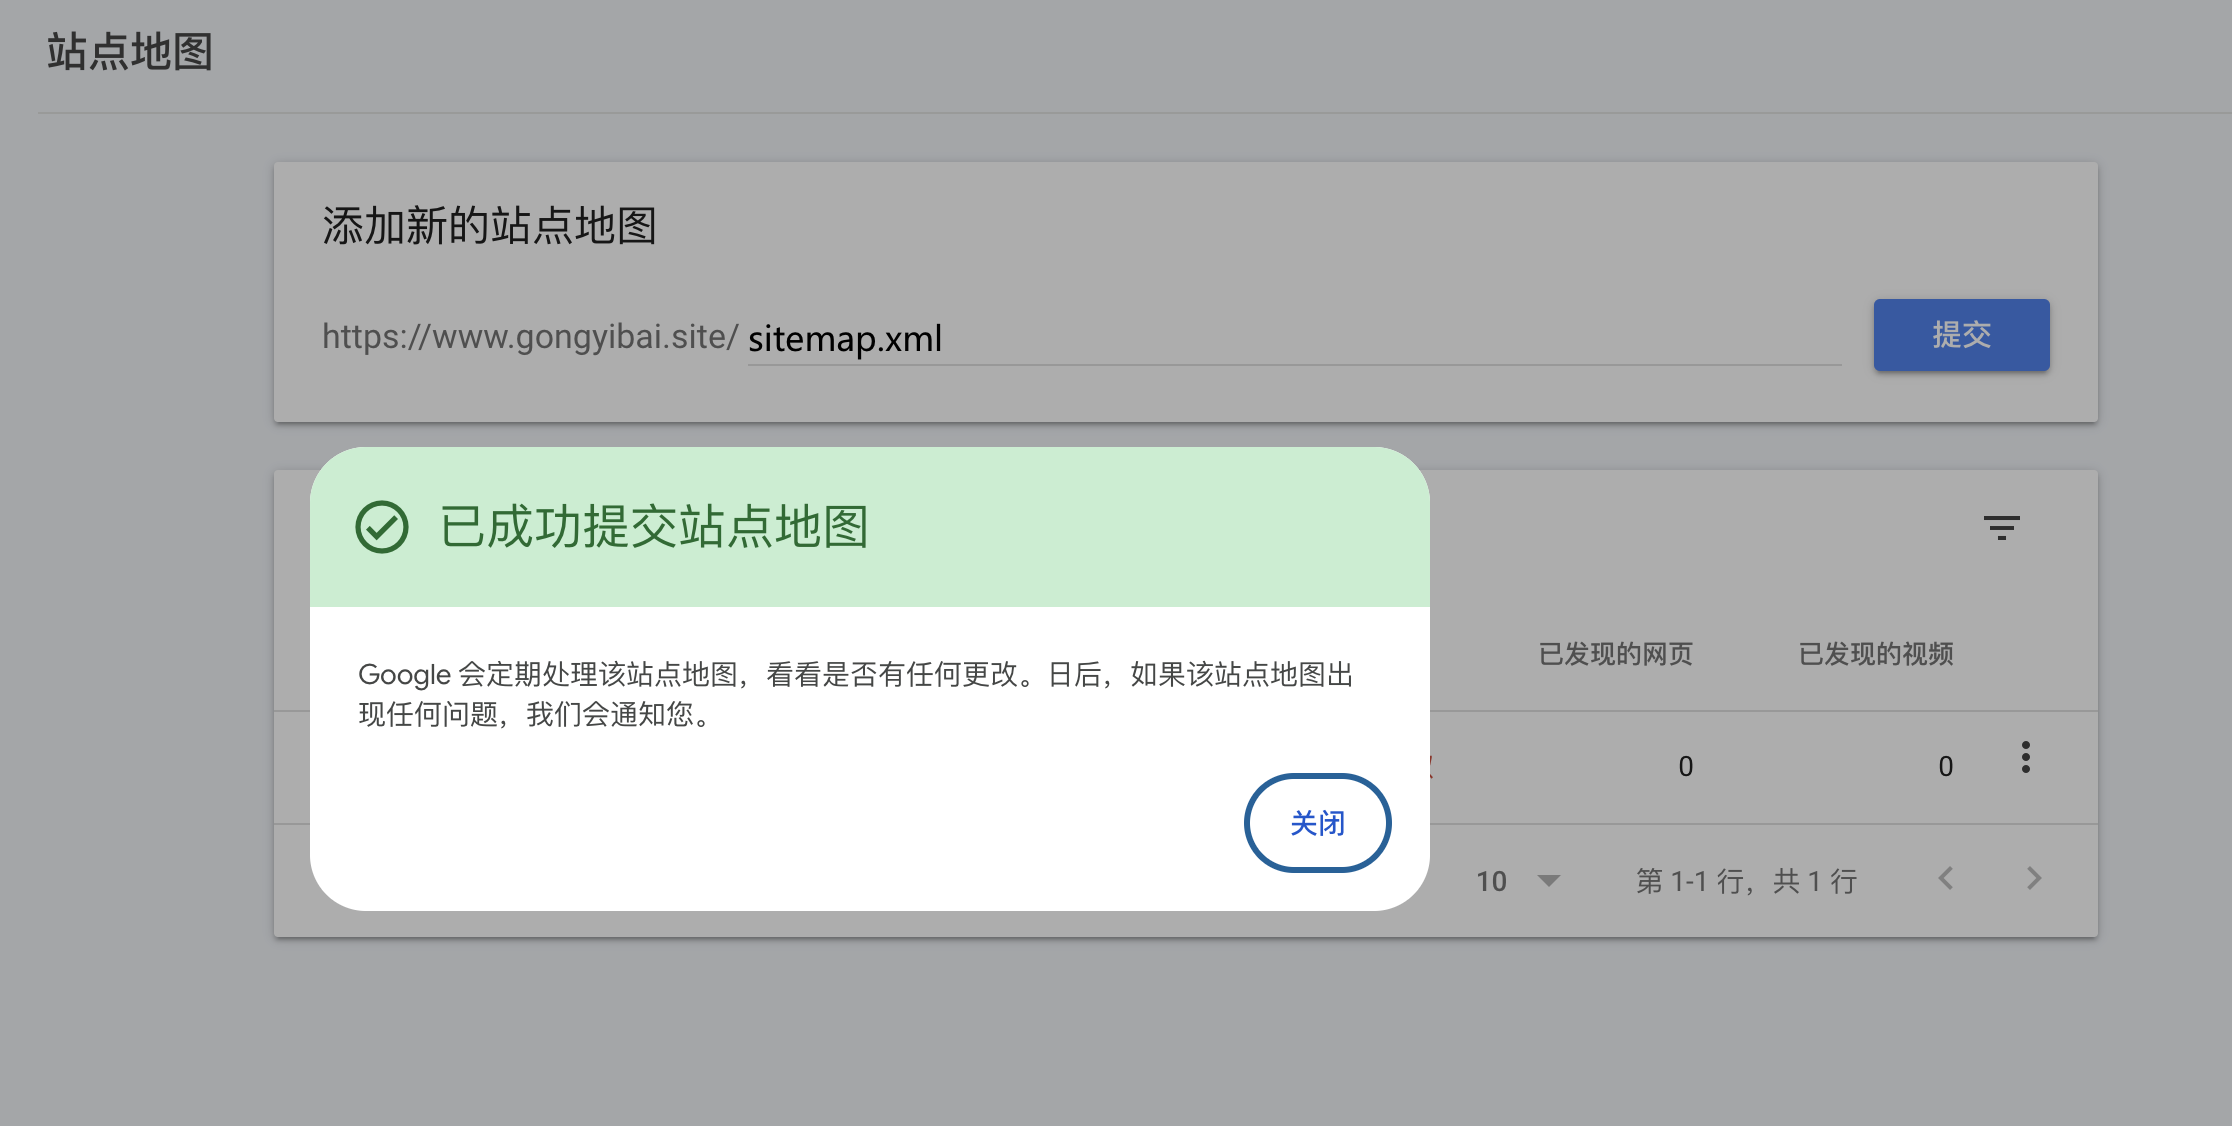 站点地图
添加新的站点地图
https://www.gongyibai.site/ sitemap.xml
提交
已成功提交站点地图
Google 会定期处理该站点地图，看看是否有任何更改。日后，如果该站点地图出
现任何问题，我们会通知您。
关闭
已发现的网页 已发现的视频
0 0
10 第 1-1 行，共 1 行